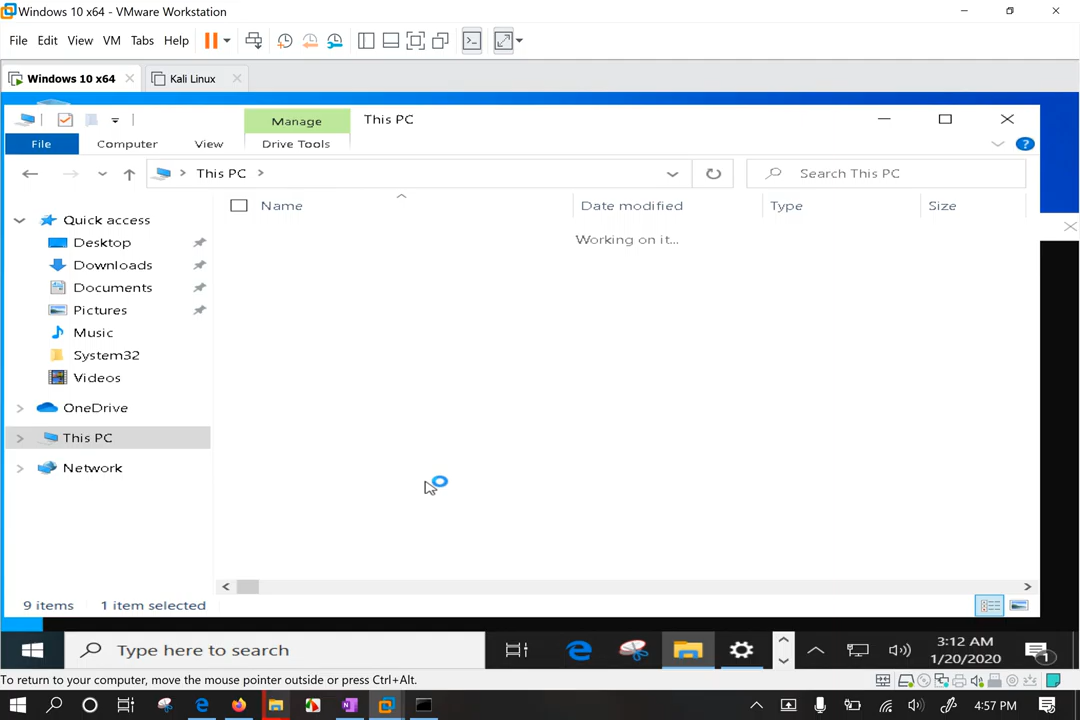 Windows 10 x64 - VMware Workstation
File Edit View VM Tabs Help
Windows 10 x64
Kali Linux
Manage
This PC
File
Computer
View
Drive Tools
This PC
Search This PC
Name
Date modified
Type
Size
Working on it...
Quick access
Desktop
Downloads
Documents
Pictures
Music
System32
Videos
OneDrive
This PC
Network
9 items 1 item selected
Type here to search
3:12 AM
1/20/2020
1
To return to your computer, move the mouse pointer outside or press Ctrl+Alt.
4:57 PM